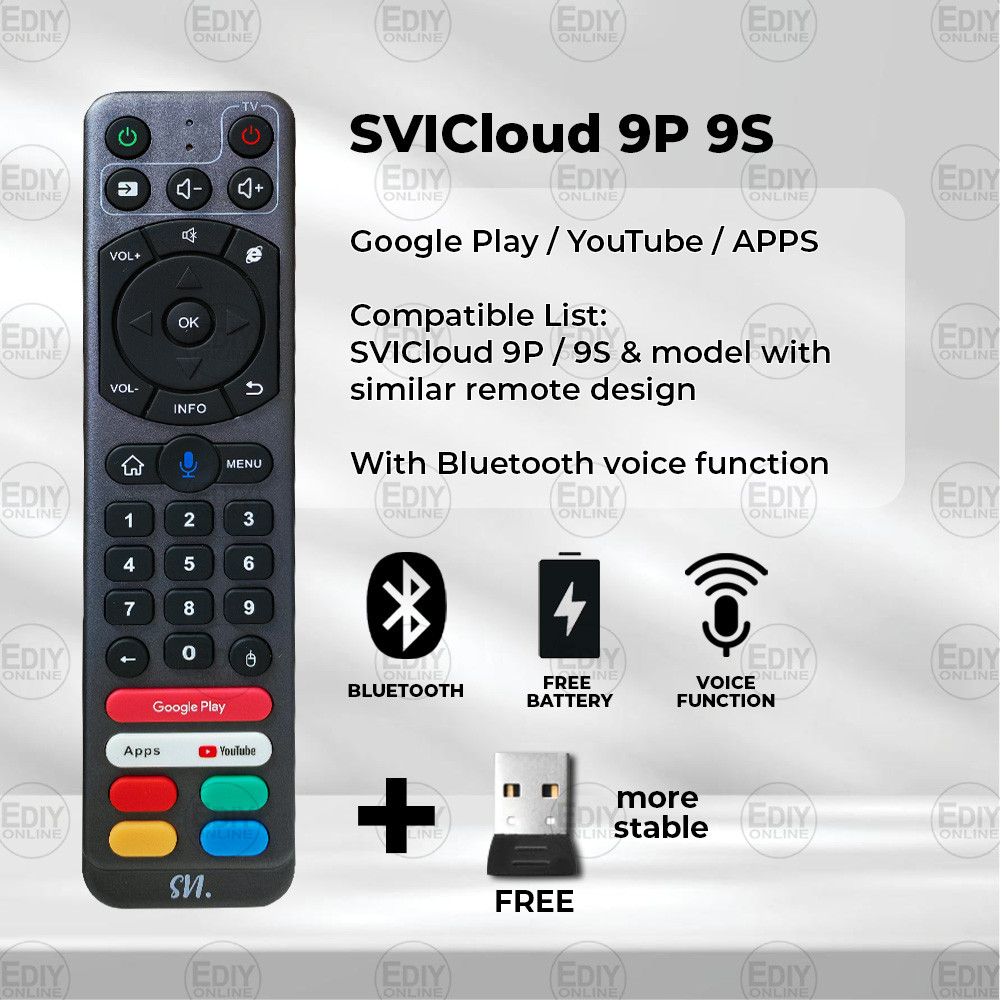 EDIY ONLINE
SVICloud 9P 9S
Google Play / YouTube / APPS
Compatible List:
SVICloud 9P / 9S & model with
similar remote design
With Bluetooth voice function
BLUETOOTH
FREE
BATTERY
VOICE
FUNCTION
more
stable
FREE
TV
VOL+
OK
VOL-
INFO
MENU
1 2 3
4 5 6
7 8 9
0
Google Play
Apps YouTube
SVI.